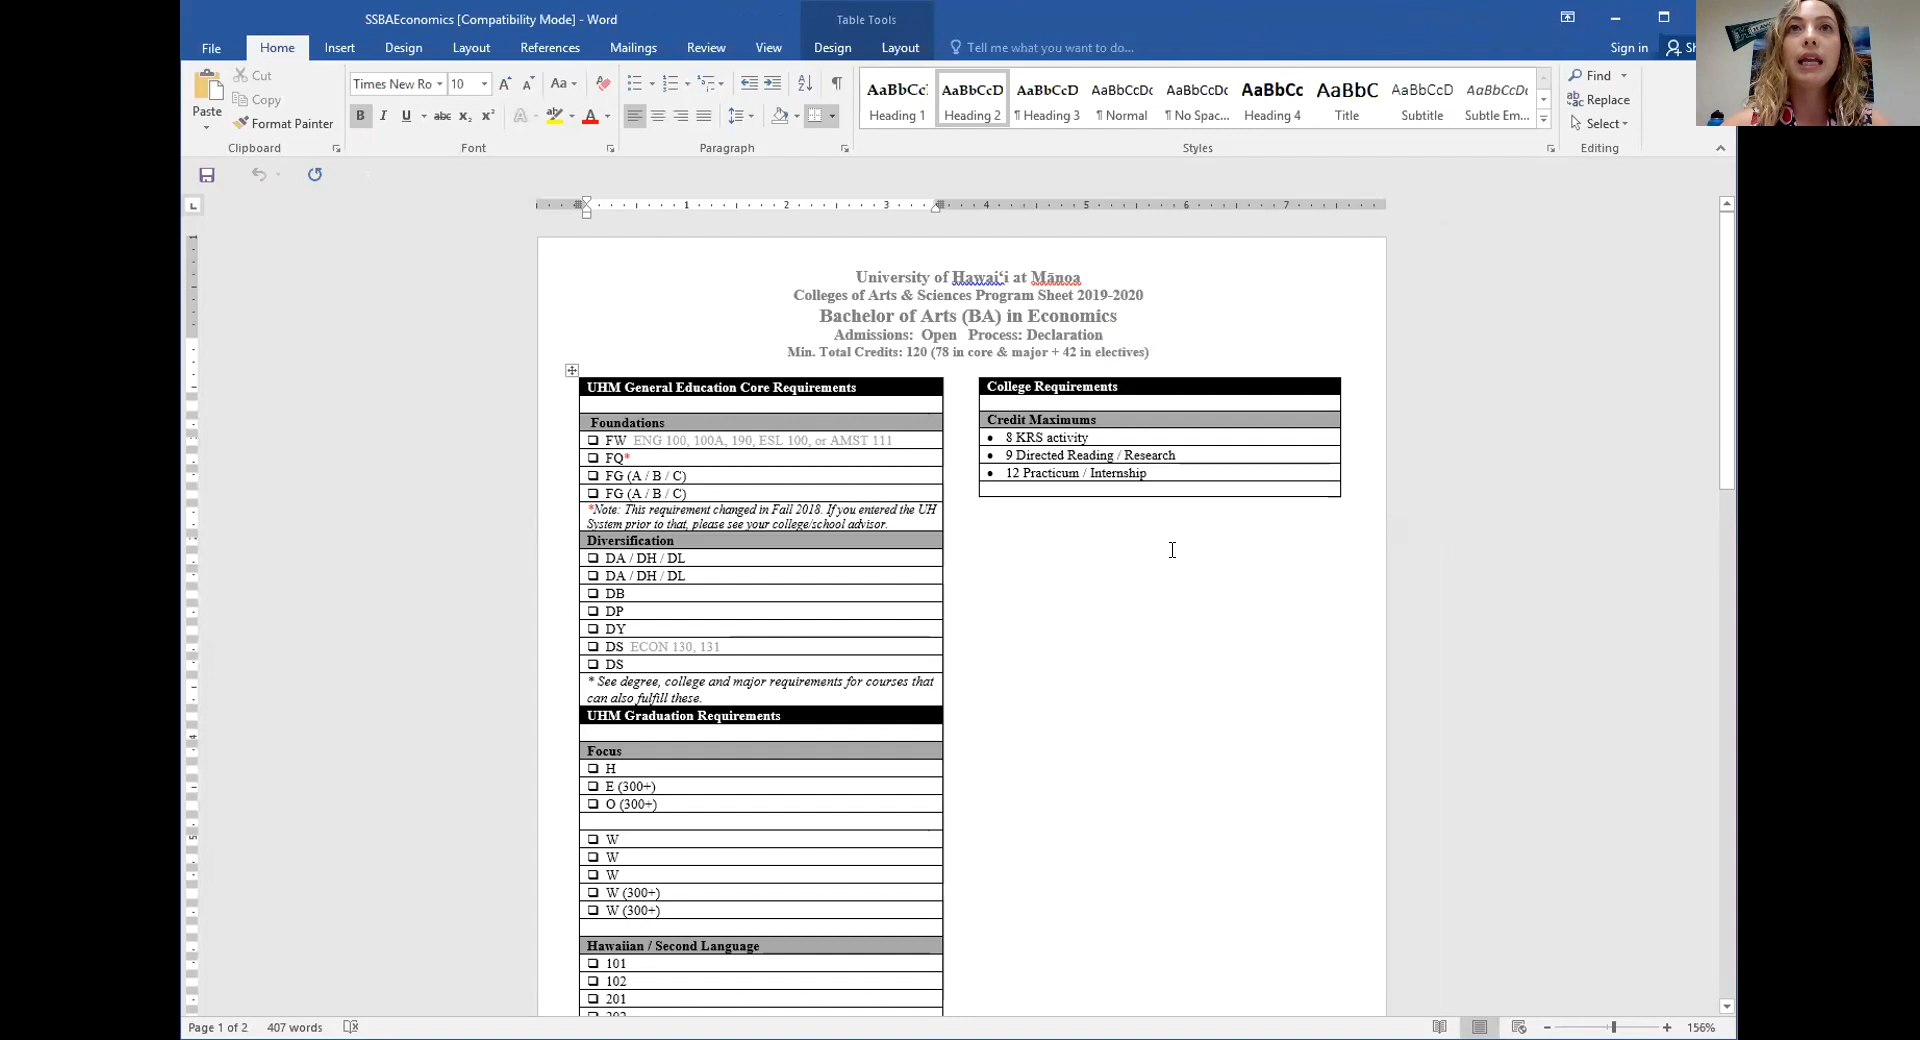 SSBAEconomics [Compatibility Mode] - Word
Table Tools
File Home Insert Design Layout References Mailings Review View Design Layout Tell me what you want to do... Sign in
Paste
Cut
Copy
Format Painter
Clipboard
Times New Ro 10
Font
Paragraph
AaBbCc AaBbCcD AaBbCcD AaBbCcDc AaBbCcDc AaBbCc AaBbC AaBbCcD AaBbCcDc
Heading 1 Heading 2 ¶ Heading 3 ¶ Normal ¶ No Spac... Heading 4 Title Subtitle Subtle Em...
Styles
Find
Replace
Select
Editing
1 2 3 4 5 6 7
University of Hawaiʻi at Mānoa
Colleges of Arts & Sciences Program Sheet 2019-2020
Bachelor of Arts (BA) in Economics
Admissions: Open Process: Declaration
Min. Total Credits: 120 (78 in core & major + 42 in electives)
UHM General Education Core Requirements
Foundations
FW ENG 100, 100A, 190, ESL 100, or AMST 111
FQ*
FG (A / B / C)
FG (A / B / C)
*Note: This requirement changed in Fall 2018. If you entered the UH
System prior to that, please see your college/school advisor.
Diversification
DA / DH / DL
DA / DH / DL
DB
DP
DY
DS ECON 130, 131
DS
* See degree, college and major requirements for courses that
can also fulfill these.
UHM Graduation Requirements
Focus
H
E (300+)
O (300+)
W
W
W
W (300+)
W (300+)
Hawaiian / Second Language
101
102
201
College Requirements
Credit Maximums
• 8 KRS activity
• 9 Directed Reading / Research
• 12 Practicum / Internship
Page 1 of 2 407 words 156%